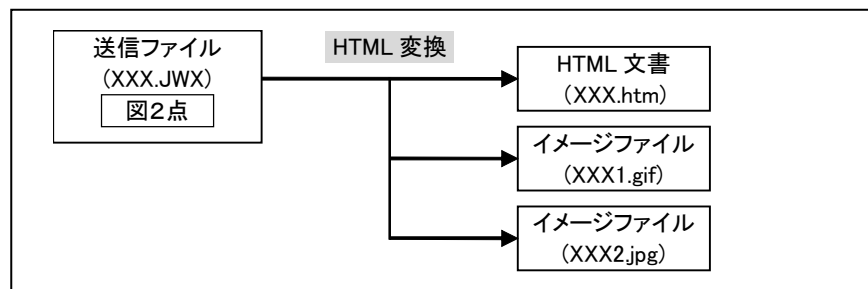 送信ファイル
(XXX.JWX)
図2点
HTML 変換
HTML 文書
(XXX.htm)
イメージファイル
(XXX1.gif)
イメージファイル
(XXX2.jpg)